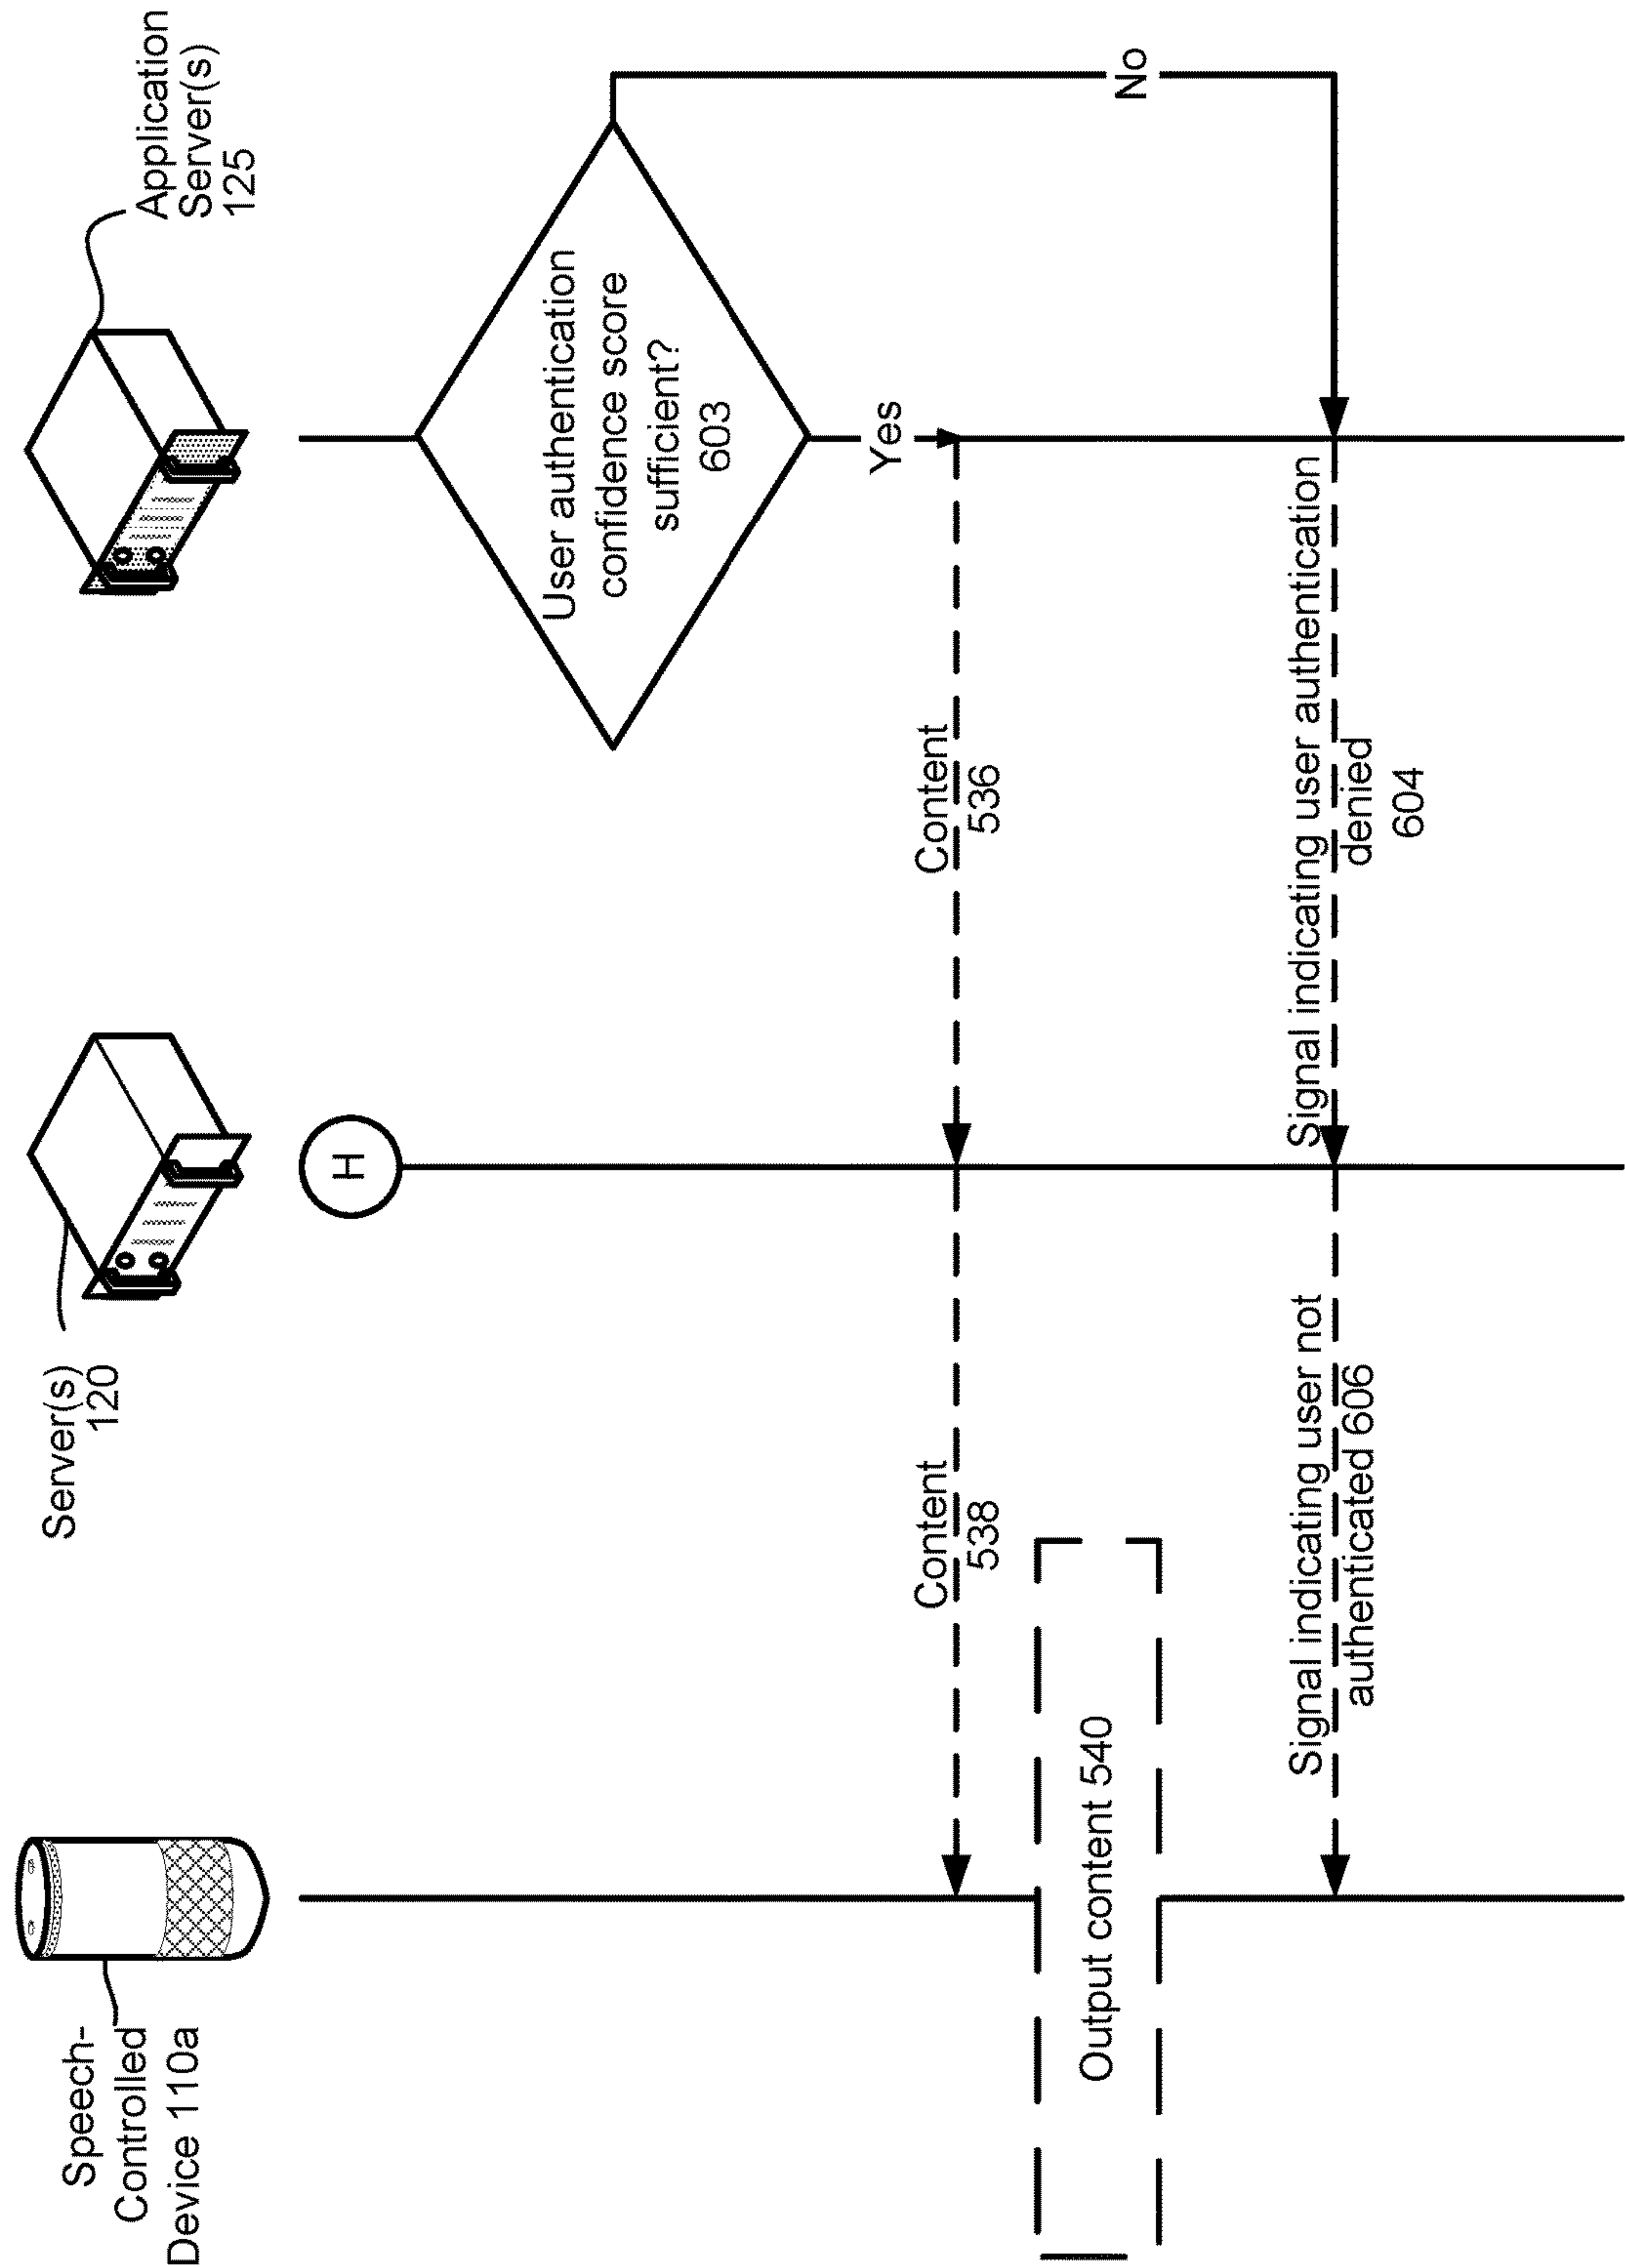 Speech-
Controlled
Device 110a
Server(s)
120
Application
Server(s)
125
H
User authentication
confidence score
sufficient?
603
Yes
No
Content
536
Content
538
Output content 540
Signal indicating user authentication
denied
604
Signal indicating user not
authenticated 606